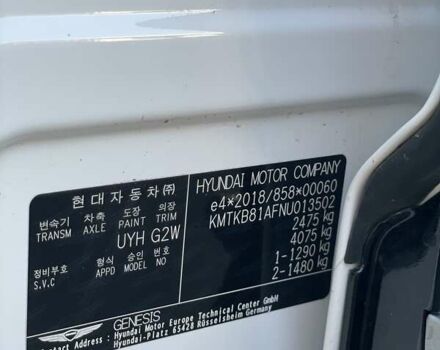 현대자동차㈜
변속기 차축 도장 의장
TRANSM AXLE PAINT TRIM
UYH G2W
정비부호 형식 승인 번호
S.V.C APPD MODEL NO
HYUNDAI MOTOR COMPANY
e4×2018/858×00060
KMTKB81AFNU013502
2475 kg
4075 kg
1-1290 kg
2-1480 kg
GENESIS
Contact Address : Hyundai Motor Europe Technical Center GmbH
Hyundai-Platz 65428 Rüsselsheim Germany